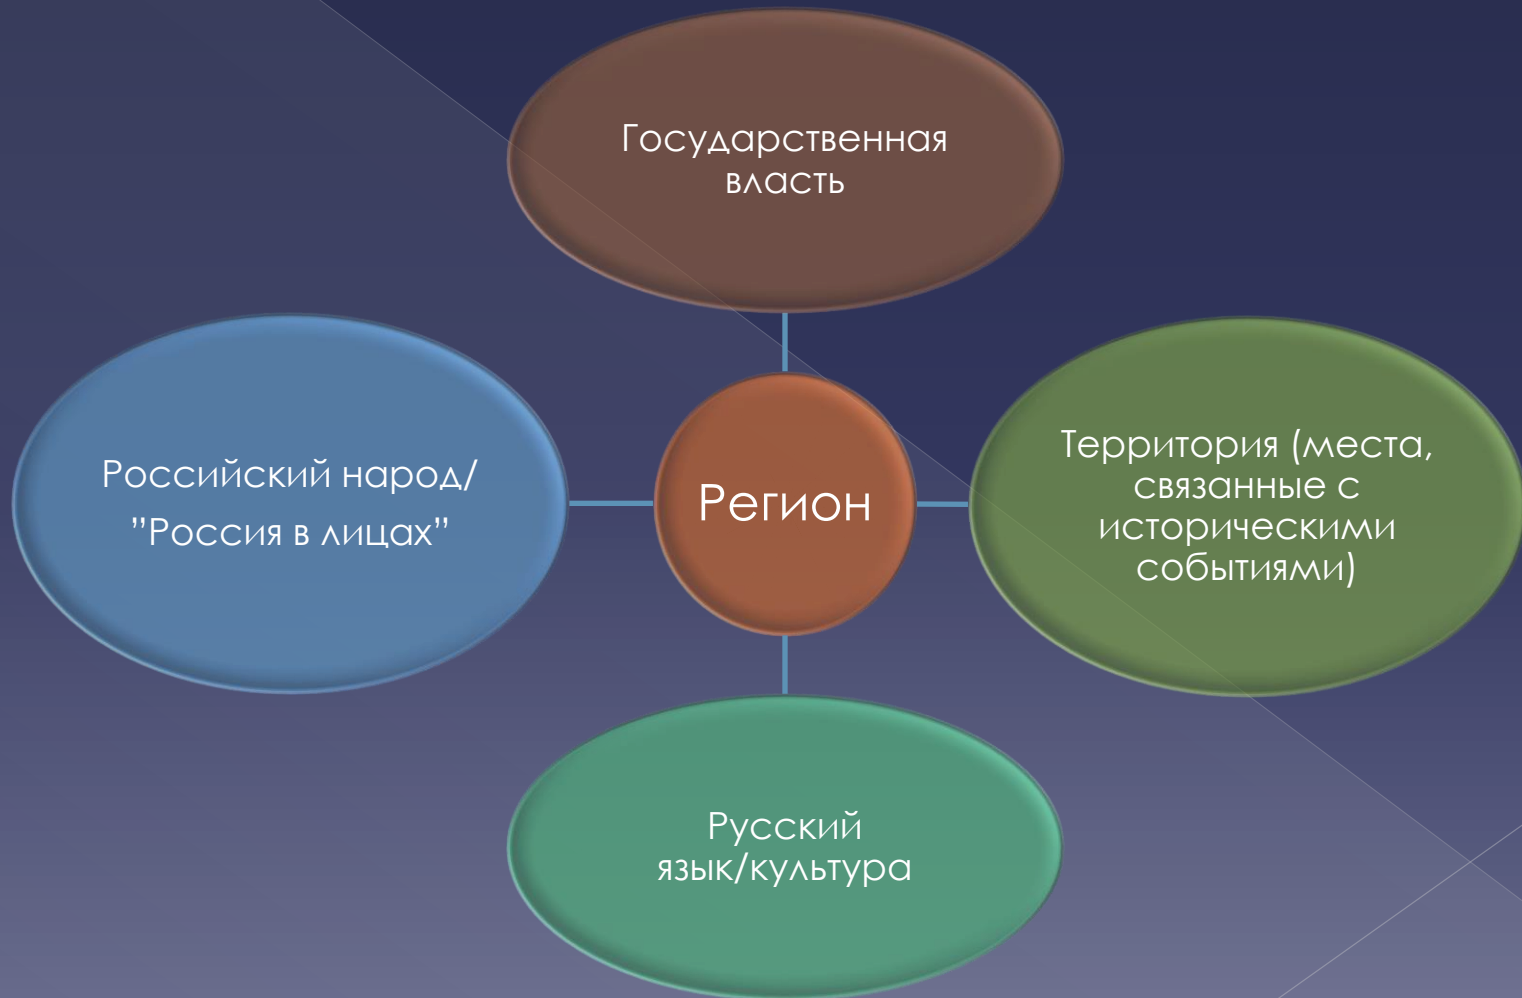 Государственная
власть
Российский народ/
”Россия в лицах”
Регион
Территория (места,
связанные с
историческими
событиями)
Русский
язык/культура